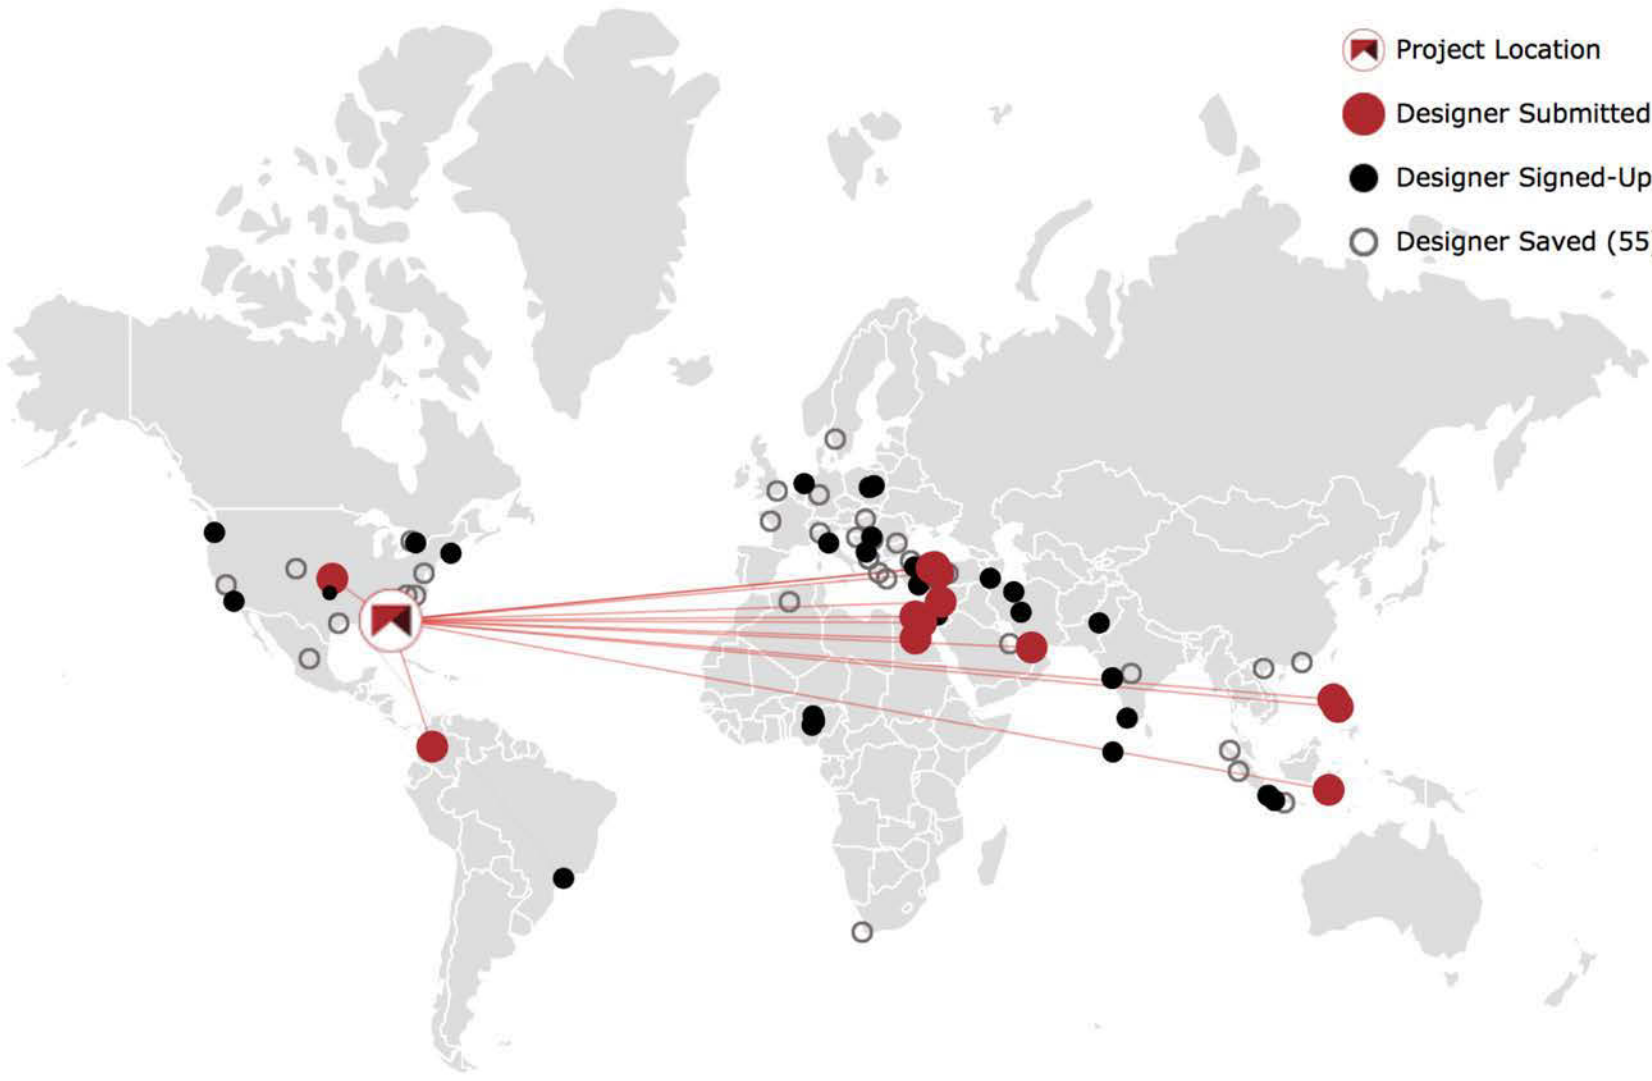 Project Location
Designer Submitted
Designer Signed-Up
Designer Saved (55